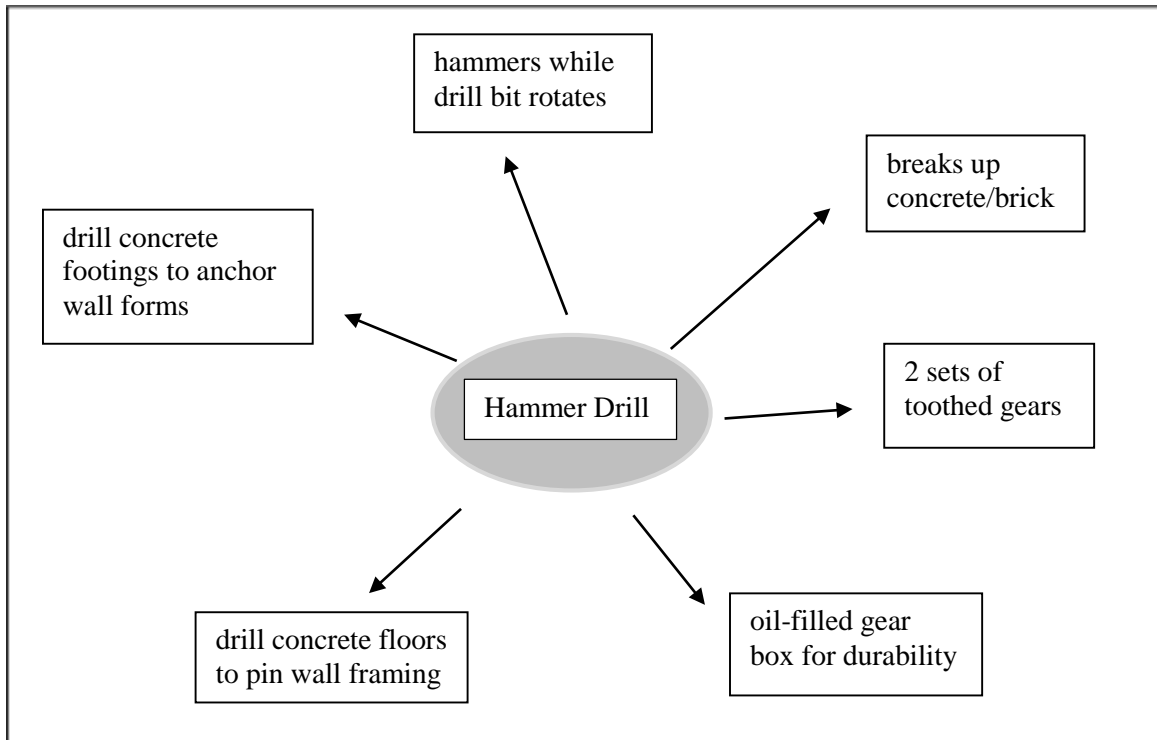 hammers while
drill bit rotates
breaks up
concrete/brick
drill concrete
footings to anchor
wall forms
2 sets of
toothed gears
Hammer Drill
drill concrete floors
to pin wall framing
oil-filled gear
box for durability